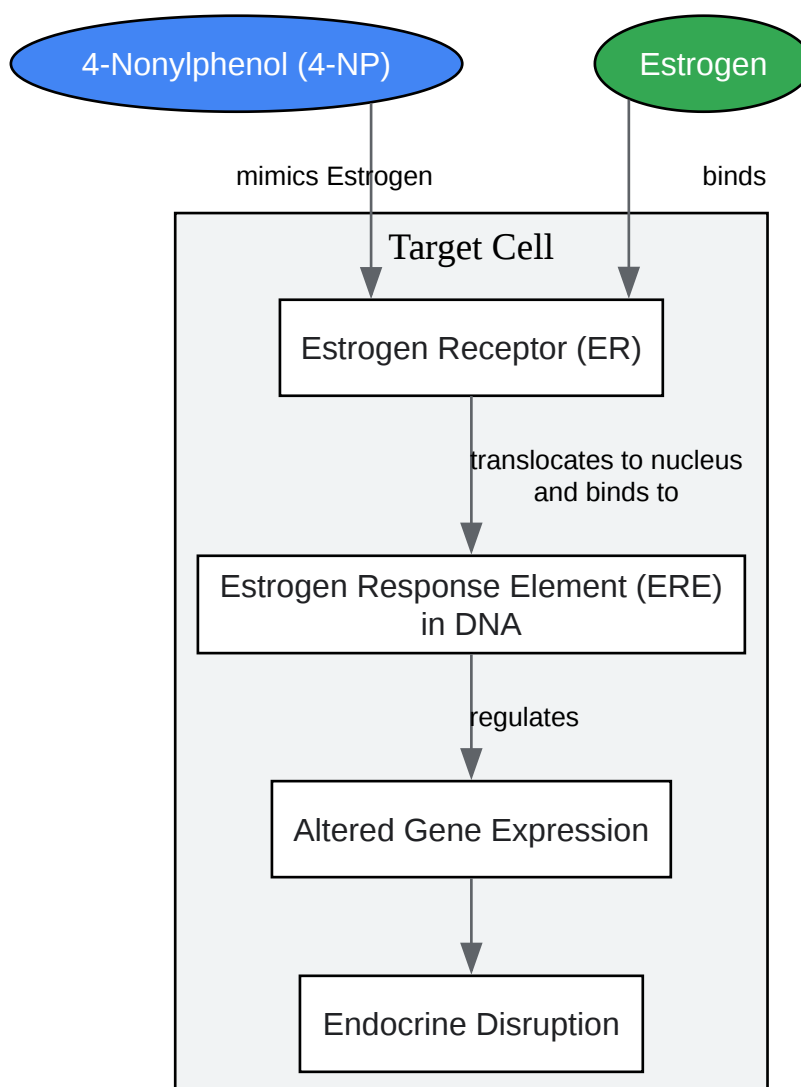 4-Nonylphenol (4-NP)
Estrogen
mimics Estrogen
binds
Target Cell
Estrogen Receptor (ER)
translocates to nucleus
and binds to
Estrogen Response Element (ERE)
in DNA
regulates
Altered Gene Expression
Endocrine Disruption